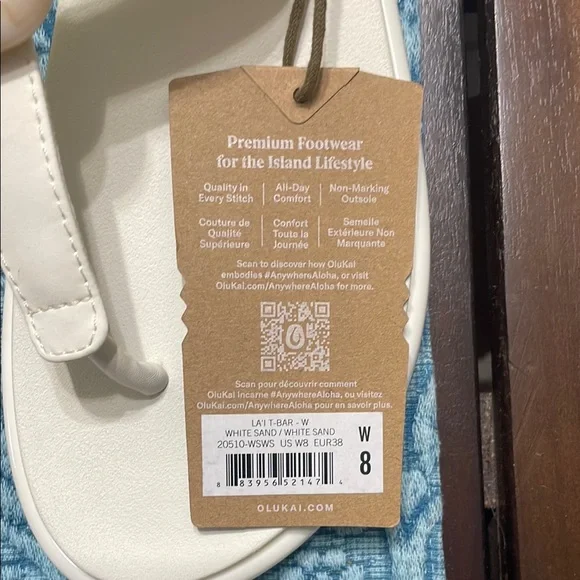 Premium Footwear
for the Island Lifestyle
Quality in
Every Stitch
All-Day
Comfort
Non-Marking
Outsole
Couture de
Qualité
Supérieure
Confort
Toute la
Journée
Semelle
Extérieure Non
Marquante
Scan to discover how OluKai
embodies #AnywhereAloha, or visit
OluKai.com/AnywhereAloha for more.
Scan pour découvrir comment
OluKai incarne #AnywhereAloha, ou visitez
OluKai.com/AnywhereAloha pour en savoir plus.
LA'I T-BAR - W
WHITE SAND / WHITE SAND
20510-WSWS US W8 EUR38
8 83956 52147 4
W
8
OLUKAI.COM